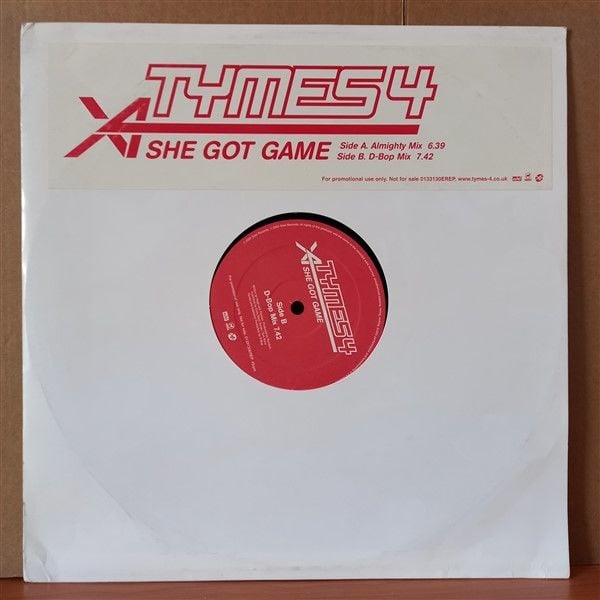 TYMES 4
SHE GOT GAME
Side A. Almighty Mix 6.39
Side B. D-Bop Mix 7.42
For promotional use only. Not for sale 0133130EREP. www.tymes-4.co.uk
TYMES 4
SHE GOT GAME
Side B
D-Bop Mix 7.42